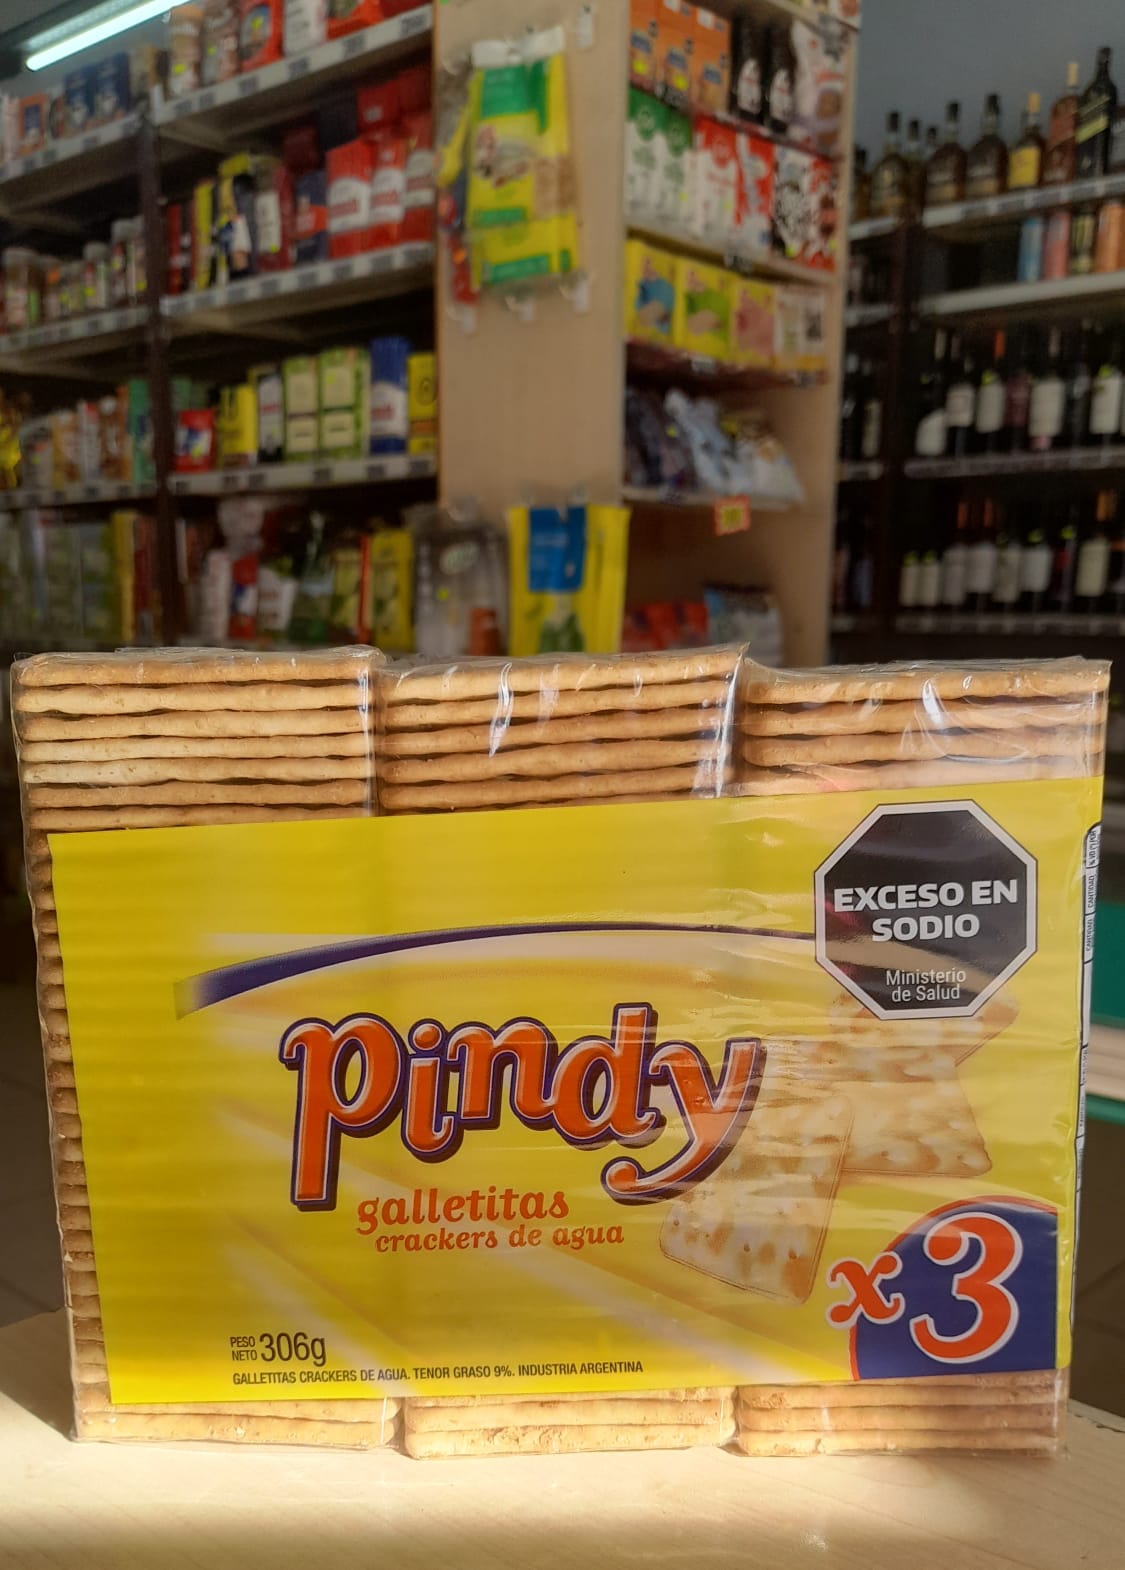 EXCESO EN
SODIO
Ministerio
de Salud
pindy
galletitas
crackers de agua
x3
PESO
NETO 306g
GALLETITAS CRACKERS DE AGUA. TENOR GRASO 9%. INDUSTRIA ARGENTINA